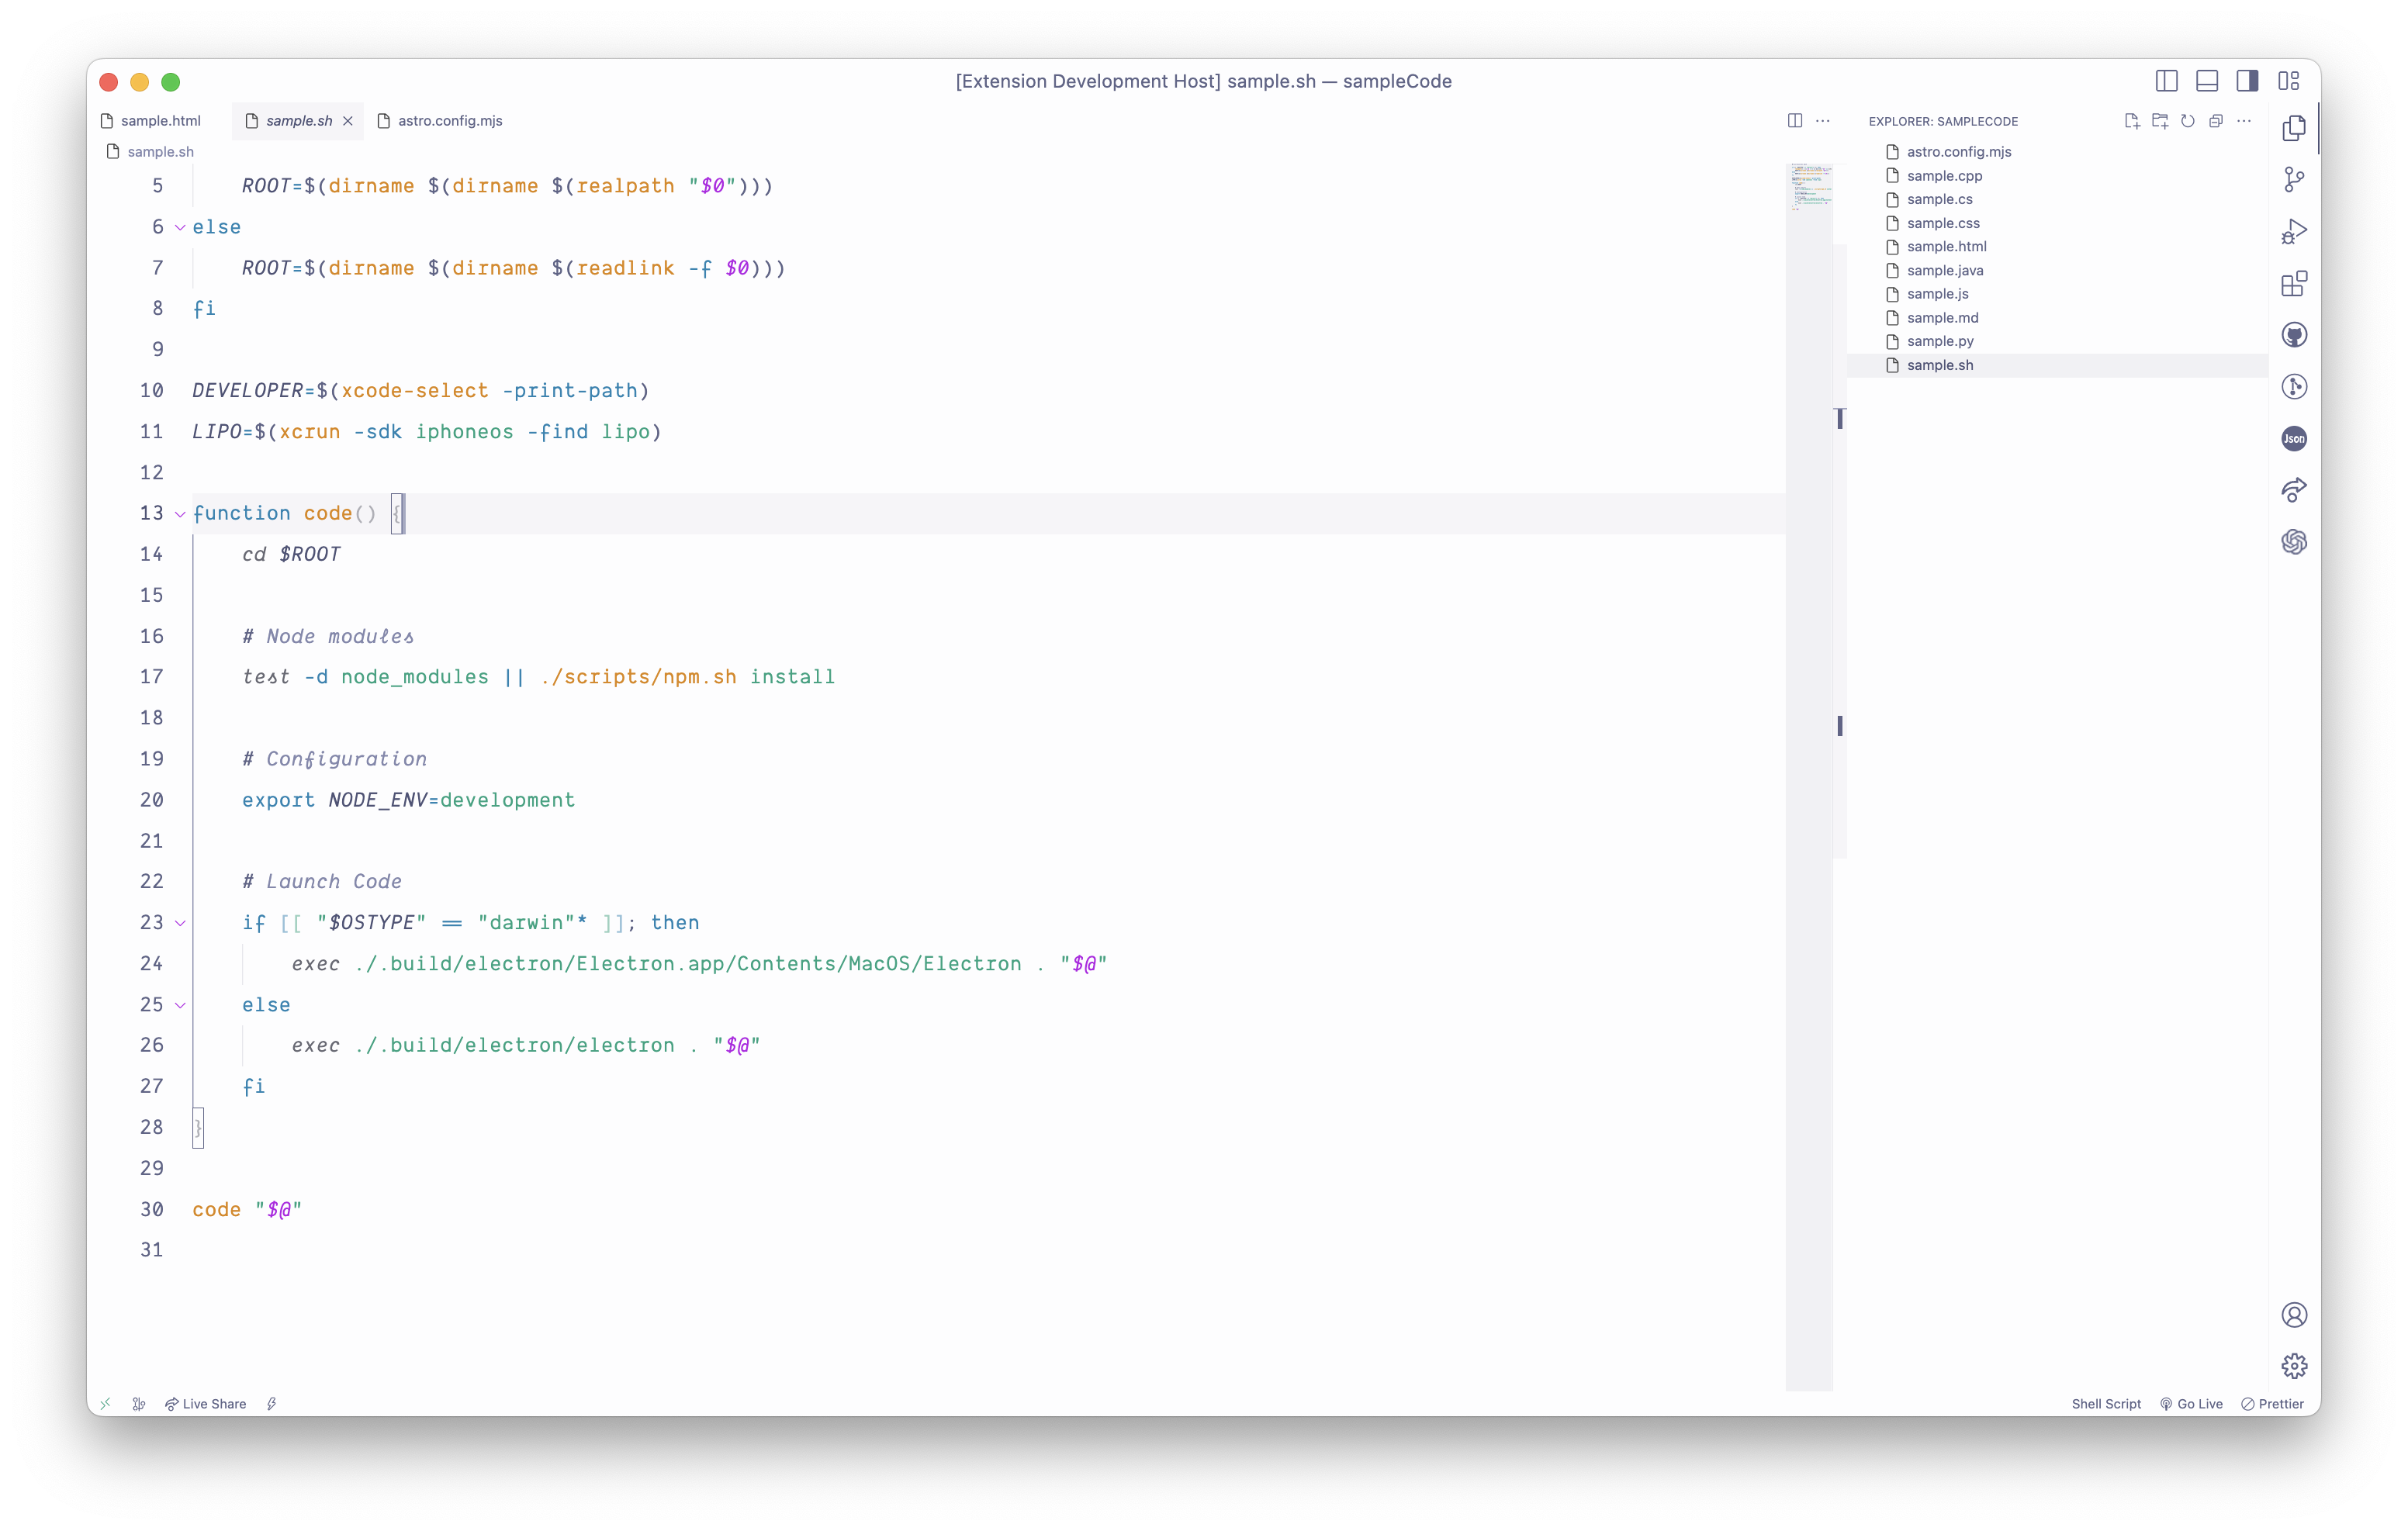 [Extension Development Host] sample.sh — sampleCode
sample.html
sample.sh
astro.config.mjs
sample.sh
5 ROOT=$(dirname $(dirname $(realpath "$0")))
6 else
7 ROOT=$(dirname $(dirname $(readlink -f $0)))
8 fi
9
10 DEVELOPER=$(xcode-select -print-path)
11 LIPO=$(xcrun -sdk iphoneos -find lipo)
12
13 function code() {
14 cd $ROOT
15
16 # Node modules
17 test -d node_modules || ./scripts/npm.sh install
18
19 # Configuration
20 export NODE_ENV=development
21
22 # Launch Code
23 if [[ "$OSTYPE" == "darwin"* ]]; then
24 exec ./.build/electron/Electron.app/Contents/MacOS/Electron . "$@"
25 else
26 exec ./.build/electron/electron . "$@"
27 fi
28 }
29
30 code "$@"
31
EXPLORER: SAMPLECODE
astro.config.mjs
sample.cpp
sample.cs
sample.css
sample.html
sample.java
sample.js
sample.md
sample.py
sample.sh
Json
Live Share
Shell Script
Go Live
Prettier